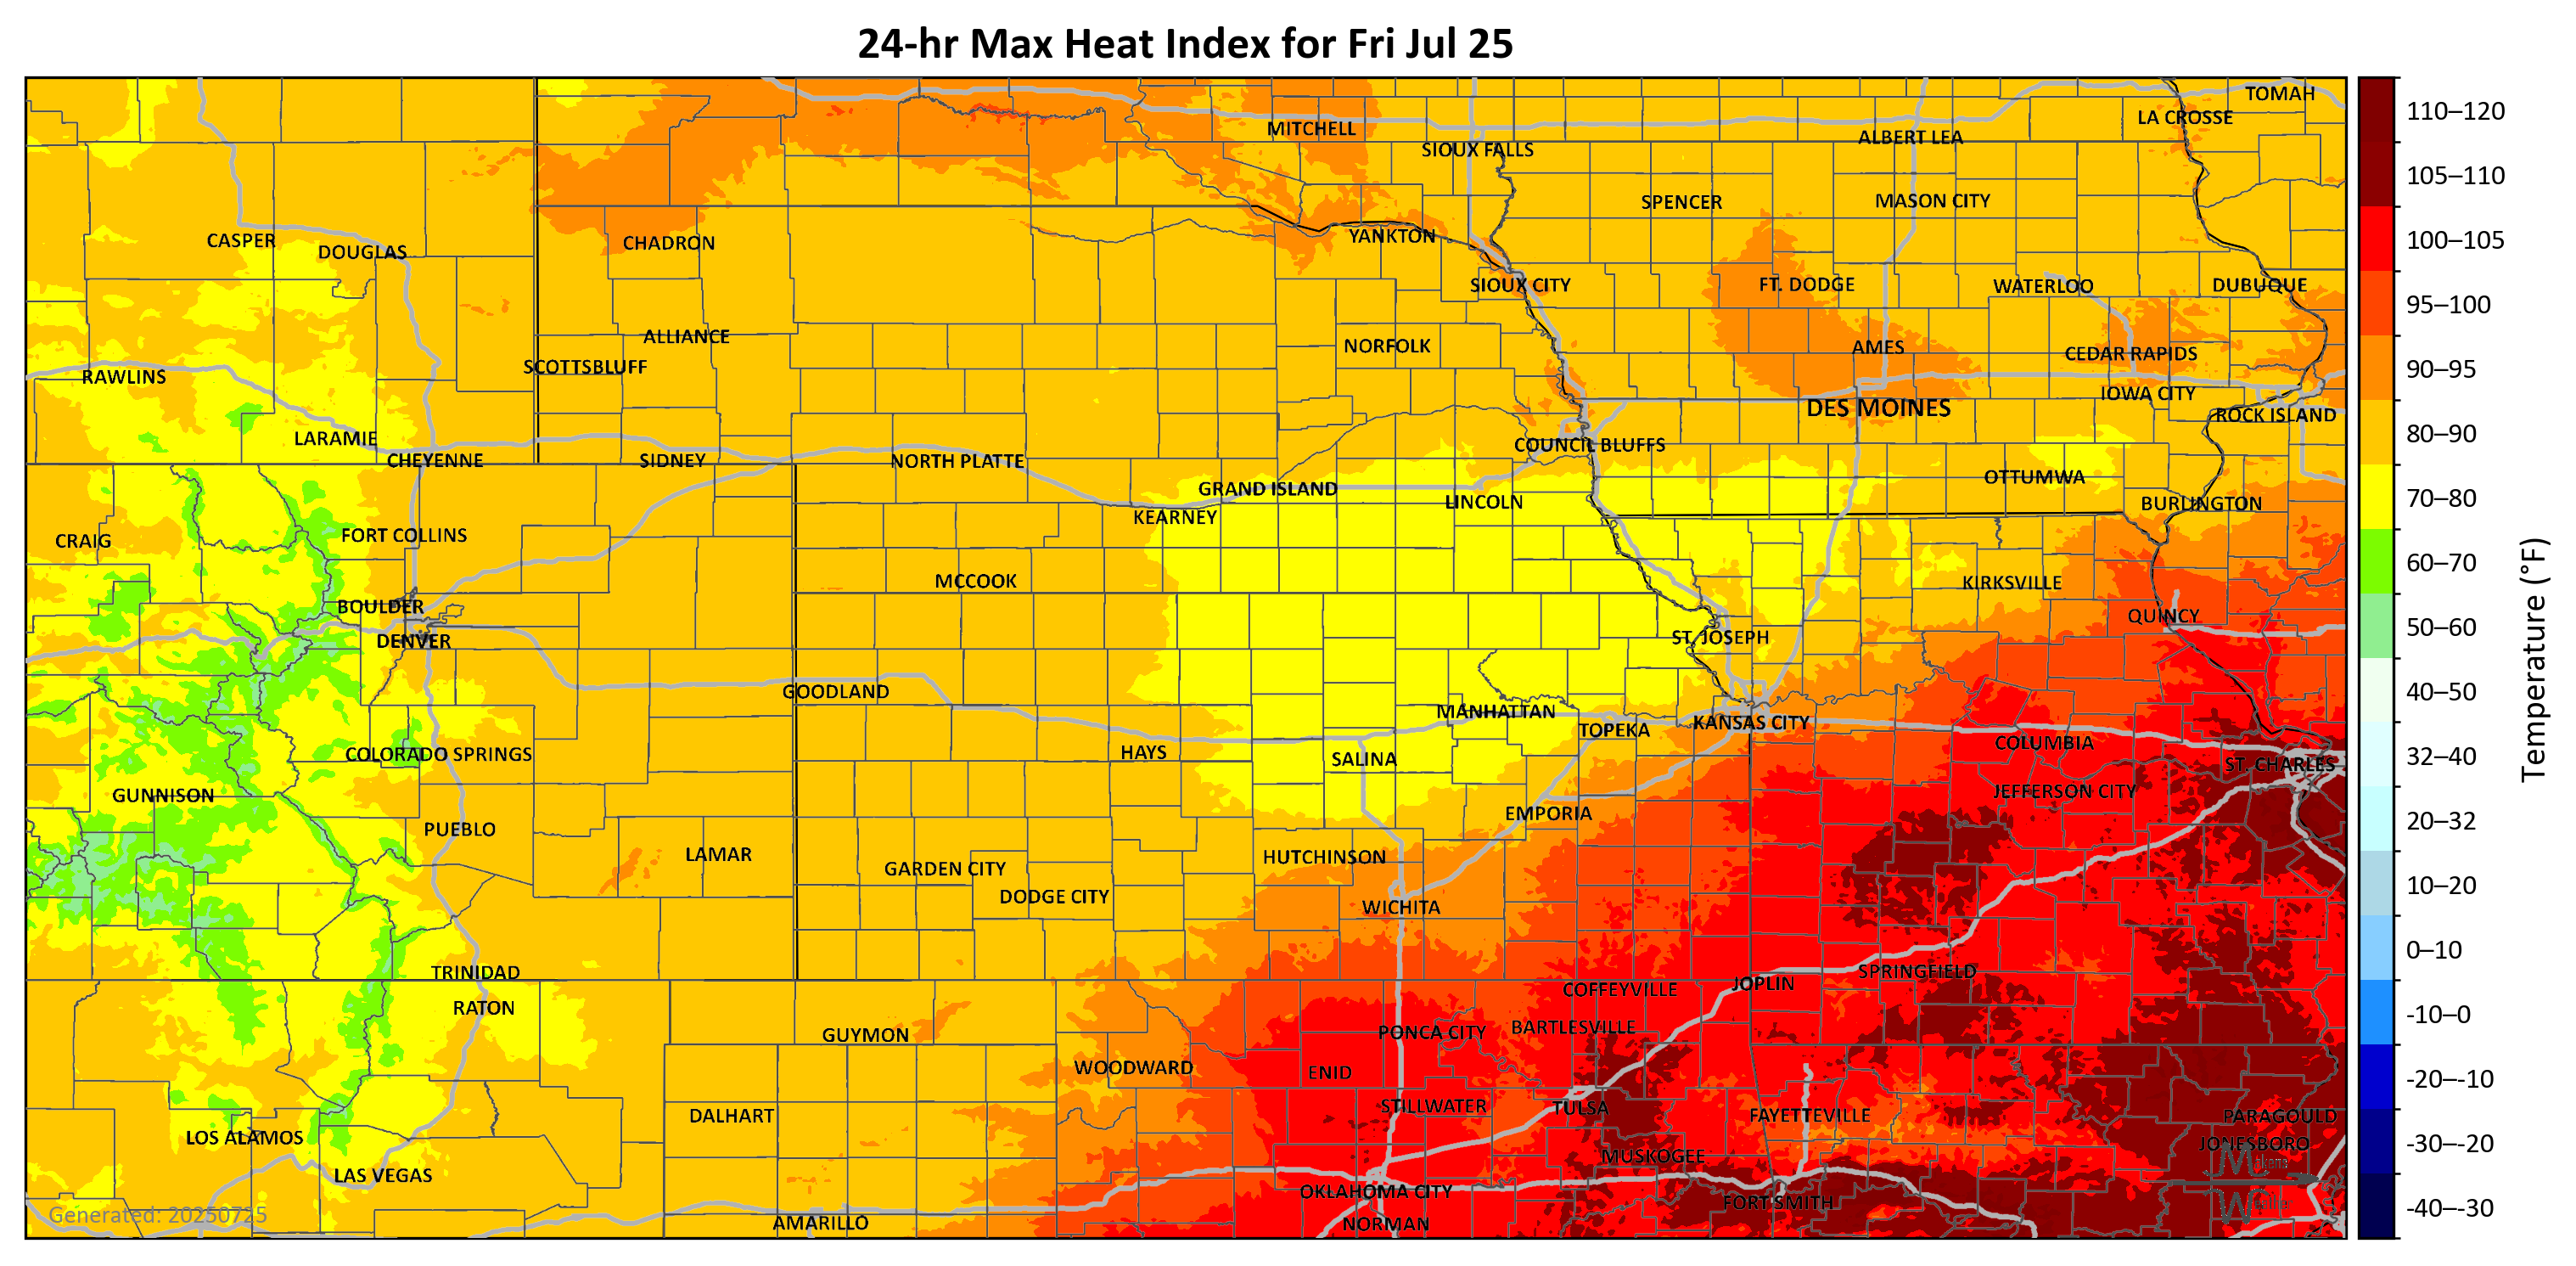 24-hr Max Heat Index for Fri Jul 25
TOMAH
LA CROSSE
MITCHELL
ALBERT LEA
SIOUX FALLS
SPENCER
MASON CITY
CASPER
DOUGLAS
CHADRON
YANKTON
SIOUX CITY
FT. DODGE
WATERLOO
DUBUQUE
ALLIANCE
NORFOLK
AMES
CEDAR RAPIDS
SCOTTSBLUFF
RAWLINS
IOWA CITY
DES MOINES
ROCK ISLAND
LARAMIE
COUNCIL BLUFFS
CHEYENNE
SIDNEY
NORTH PLATTE
OTTUMWA
GRAND ISLAND
LINCOLN
BURLINGTON
KEARNEY
FORT COLLINS
CRAIG
MCCOOK
KIRKSVILLE
BOULDER
QUINCY
DENVER
ST. JOSEPH
GOODLAND
MANHATTAN
KANSAS CITY
TOPEKA
COLUMBIA
COLORADO SPRINGS
HAYS
SALINA
ST. CHARLES
GUNNISON
JEFFERSON CITY
EMPORIA
PUEBLO
LAMAR
HUTCHINSON
GARDEN CITY
DODGE CITY
WICHITA
TRINIDAD
SPRINGFIELD
JOPLIN
COFFEYVILLE
RATON
BARTLESVILLE
PONCA CITY
GUYMON
WOODWARD
ENID
STILLWATER
TULSA
DALHART
FAYETTEVILLE
PARAGOULD
LOS ALAMOS
JONESBORO
MUSKOGEE
LAS VEGAS
OKLAHOMA CITY
FORT SMITH
Generated: 20250725
AMARILLO
NORMAN
110–120
105–110
100–105
95–100
90–95
80–90
70–80
60–70
50–60
40–50
32–40
20–32
10–20
0–10
-10–0
-20–-10
-30–-20
-40–-30
Temperature (°F)